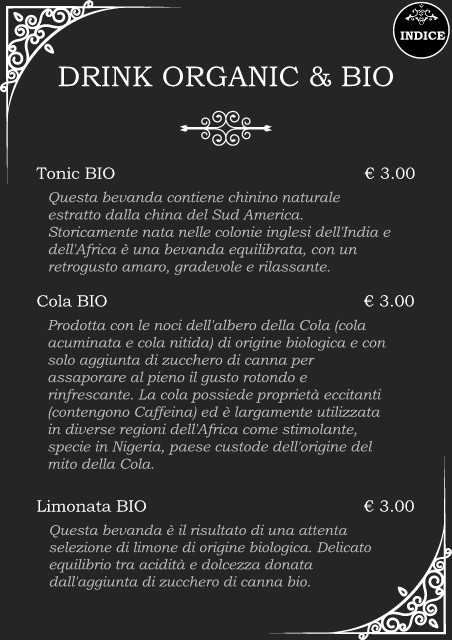 INDICE
DRINK ORGANIC & BIO
Tonic BIO € 3.00
Questa bevanda contiene chinino naturale
estratto dalla china del Sud America.
Storicamente nata nelle colonie inglesi dell'India e
dell'Africa è una bevanda equilibrata, con un
retrogusto amaro, gradevole e rilassante.
Cola BIO € 3.00
Prodotta con le noci dell'albero della Cola (cola
acuminata e cola nitida) di origine biologica e con
solo aggiunta di zucchero di canna per
assaporare al pieno il gusto rotondo e
rinfrescante. La cola possiede proprietà eccitanti
(contengono Caffeina) ed è largamente utilizzata
in diverse regioni dell'Africa come stimolante,
specie in Nigeria, paese custode dell'origine del
mito della Cola.
Limonata BIO € 3.00
Questa bevanda è il risultato di una attenta
selezione di limone di origine biologica. Delicato
equilibrio tra acidità e dolcezza donata
dall'aggiunta di zucchero di canna bio.